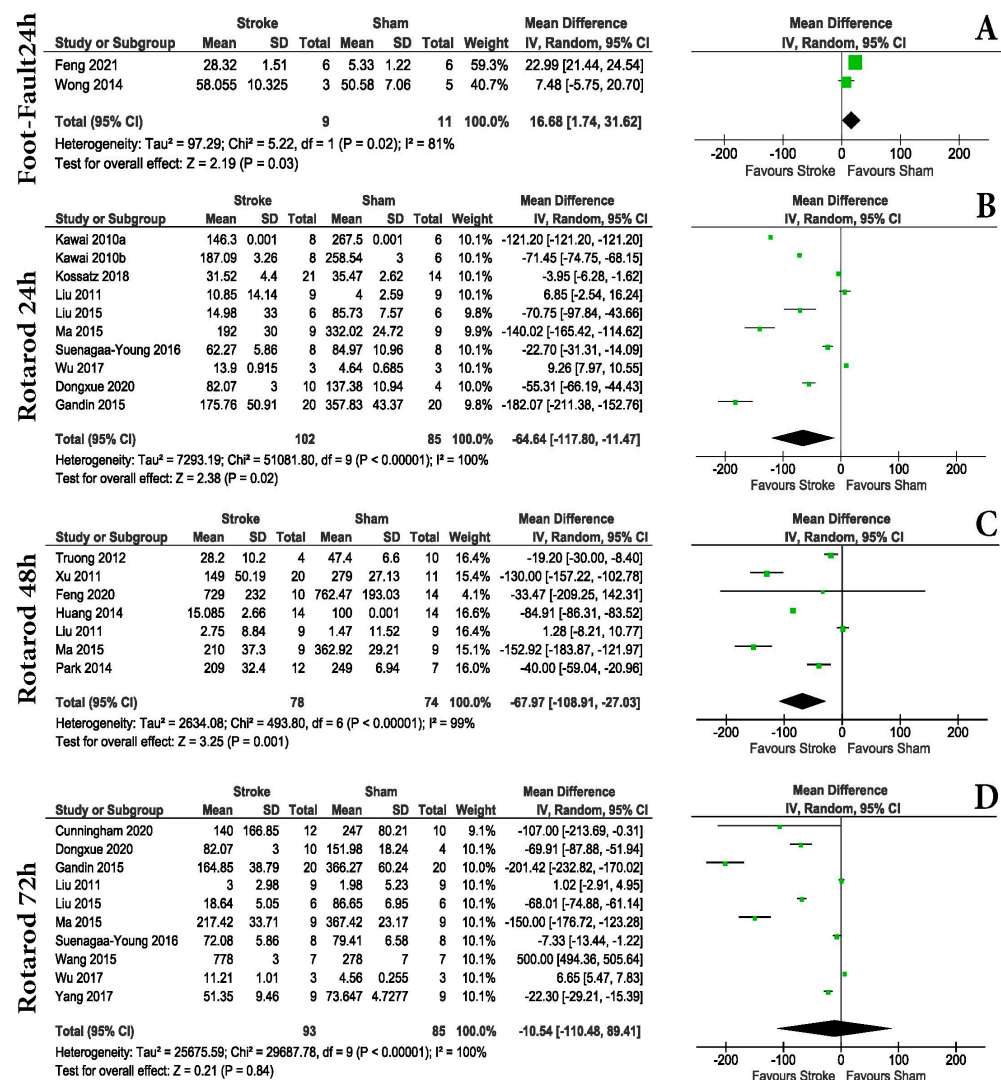 Foot-Fault24h
Stroke Sham Mean Difference Mean Difference A
Study or Subgroup Mean SD Total Mean SD Total Weight IV, Random, 95% CI IV, Random, 95% CI
Feng 2021 28.32 1.51 6 5.33 1.22 6 59.3% 22.99 [21.44, 24.54]
Wong 2014 58.055 10.325 3 50.58 7.06 5 40.7% 7.48 [-5.75, 20.70]
Total (95% CI) 9 11 100.0% 16.68 [1.74, 31.62]
Heterogeneity: Tau² = 97.29; Chi² = 5.22, df = 1 (P = 0.02); I² = 81%
Test for overall effect: Z = 2.19 (P = 0.03)
-200 -100 0 100 200
Favours Stroke Favours Sham
Rotarod 24h
Stroke Sham Mean Difference Mean Difference B
Study or Subgroup Mean SD Total Mean SD Total Weight IV, Random, 95% CI IV, Random, 95% CI
Kawai 2010a 146.3 0.001 8 267.5 0.001 6 10.1% -121.20 [-121.20, -121.20]
Kawai 2010b 187.09 3.26 8 258.54 3 6 10.1% -71.45 [-74.75, -68.15]
Kossatz 2018 31.52 4.4 21 35.47 2.62 14 10.1% -3.95 [-6.28, -1.62]
Liu 2011 10.85 14.14 9 4 2.59 9 10.1% 6.85 [-2.54, 16.24]
Liu 2015 14.98 33 6 85.73 7.57 6 9.8% -70.75 [-97.84, -43.66]
Ma 2015 192 30 9 332.02 24.72 9 9.9% -140.02 [-165.42, -114.62]
Suenagaa-Young 2016 62.27 5.86 8 84.97 10.96 8 10.1% -22.70 [-31.31, -14.09]
Wu 2017 13.9 0.915 3 4.64 0.685 3 10.1% 9.26 [7.97, 10.55]
Dongxue 2020 82.07 3 10 137.38 10.94 4 10.0% -55.31 [-66.19, -44.43]
Gandin 2015 175.76 50.91 20 357.83 43.37 20 9.8% -182.07 [-211.38, -152.76]
Total (95% CI) 102 85 100.0% -64.64 [-117.80, -11.47]
Heterogeneity: Tau² = 7293.19; Chi² = 51081.80, df = 9 (P < 0.00001); I² = 100%
Test for overall effect: Z = 2.38 (P = 0.02)
-200 -100 0 100 200
Favours Stroke Favours Sham
Rotarod 48h
Stroke Sham Mean Difference Mean Difference C
Study or Subgroup Mean SD Total Mean SD Total Weight IV, Random, 95% CI IV, Random, 95% CI
Truong 2012 28.2 10.2 4 47.4 6.6 10 16.4% -19.20 [-30.00, -8.40]
Xu 2011 149 50.19 20 279 27.13 11 15.4% -130.00 [-157.22, -102.78]
Feng 2020 729 232 10 762.47 193.03 14 4.1% -33.47 [-209.25, 142.31]
Huang 2014 15.085 2.66 14 100 0.001 14 16.6% -84.91 [-86.31, -83.52]
Liu 2011 2.75 8.84 9 1.47 11.52 9 16.4% 1.28 [-8.21, 10.77]
Ma 2015 210 37.3 9 362.92 29.21 9 15.1% -152.92 [-183.87, -121.97]
Park 2014 209 32.4 12 249 6.94 7 16.0% -40.00 [-59.04, -20.96]
Total (95% CI) 78 74 100.0% -67.97 [-108.91, -27.03]
Heterogeneity: Tau² = 2634.08; Chi² = 493.80, df = 6 (P < 0.00001); I² = 99%
Test for overall effect: Z = 3.25 (P = 0.001)
-200 -100 0 100 200
Favours Stroke Favours Sham
Rotarod 72h
Stroke Sham Mean Difference Mean Difference D
Study or Subgroup Mean SD Total Mean SD Total Weight IV, Random, 95% CI IV, Random, 95% CI
Cunningham 2020 140 166.85 12 247 80.21 10 9.1% -107.00 [-213.69, -0.31]
Dongxue 2020 82.07 3 10 151.98 18.24 4 10.1% -69.91 [-87.88, -51.94]
Gandin 2015 164.85 38.79 20 366.27 60.24 20 10.0% -201.42 [-232.82, -170.02]
Liu 2011 3 2.98 9 1.98 5.23 9 10.1% 1.02 [-2.91, 4.95]
Liu 2015 18.64 5.05 6 86.65 6.95 6 10.1% -68.01 [-74.88, -61.14]
Ma 2015 217.42 33.71 9 367.42 23.17 9 10.1% -150.00 [-176.72, -123.28]
Suenagaa-Young 2016 72.08 5.86 8 79.41 6.58 8 10.1% -7.33 [-13.44, -1.22]
Wang 2015 778 3 7 278 7 7 10.1% 500.00 [494.36, 505.64]
Wu 2017 11.21 1.01 3 4.56 0.255 3 10.1% 6.65 [5.47, 7.83]
Yang 2017 51.35 9.46 9 73.647 4.7277 9 10.1% -22.30 [-29.21, -15.39]
Total (95% CI) 93 85 100.0% -10.54 [-110.48, 89.41]
Heterogeneity: Tau² = 25675.59; Chi² = 29687.78, df = 9 (P < 0.00001); I² = 100%
Test for overall effect: Z = 0.21 (P = 0.84)
-200 -100 0 100 200
Favours Stroke Favours Sham